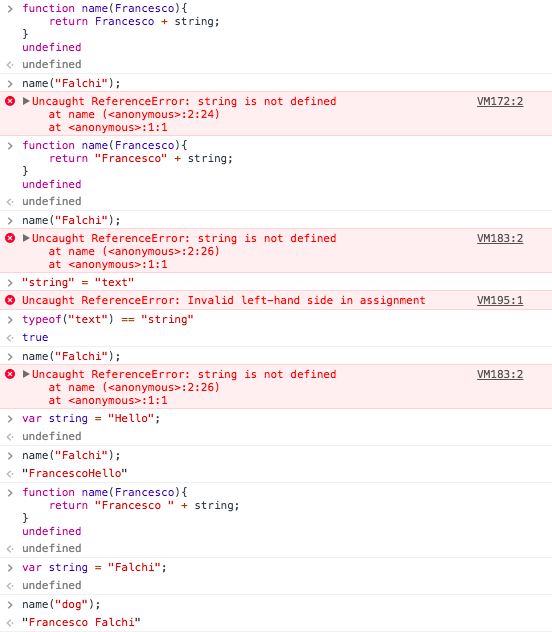 function name(Francesco){
    return Francesco + string;
}
undefined
undefined
name("Falchi");
▶Uncaught ReferenceError: string is not defined VM172:2
    at name (<anonymous>:2:24)
    at <anonymous>:1:1
function name(Francesco){
    return "Francesco" + string;
}
undefined
undefined
name("Falchi");
▶Uncaught ReferenceError: string is not defined VM183:2
    at name (<anonymous>:2:26)
    at <anonymous>:1:1
"string" = "text"
Uncaught ReferenceError: Invalid left-hand side in assignment VM195:1
typeof("text") == "string"
true
name("Falchi");
▶Uncaught ReferenceError: string is not defined VM183:2
    at name (<anonymous>:2:26)
    at <anonymous>:1:1
var string = "Hello";
undefined
name("Falchi");
"FrancescoHello"
function name(Francesco){
    return "Francesco " + string;
}
undefined
undefined
var string = "Falchi";
undefined
name("dog");
"Francesco Falchi"